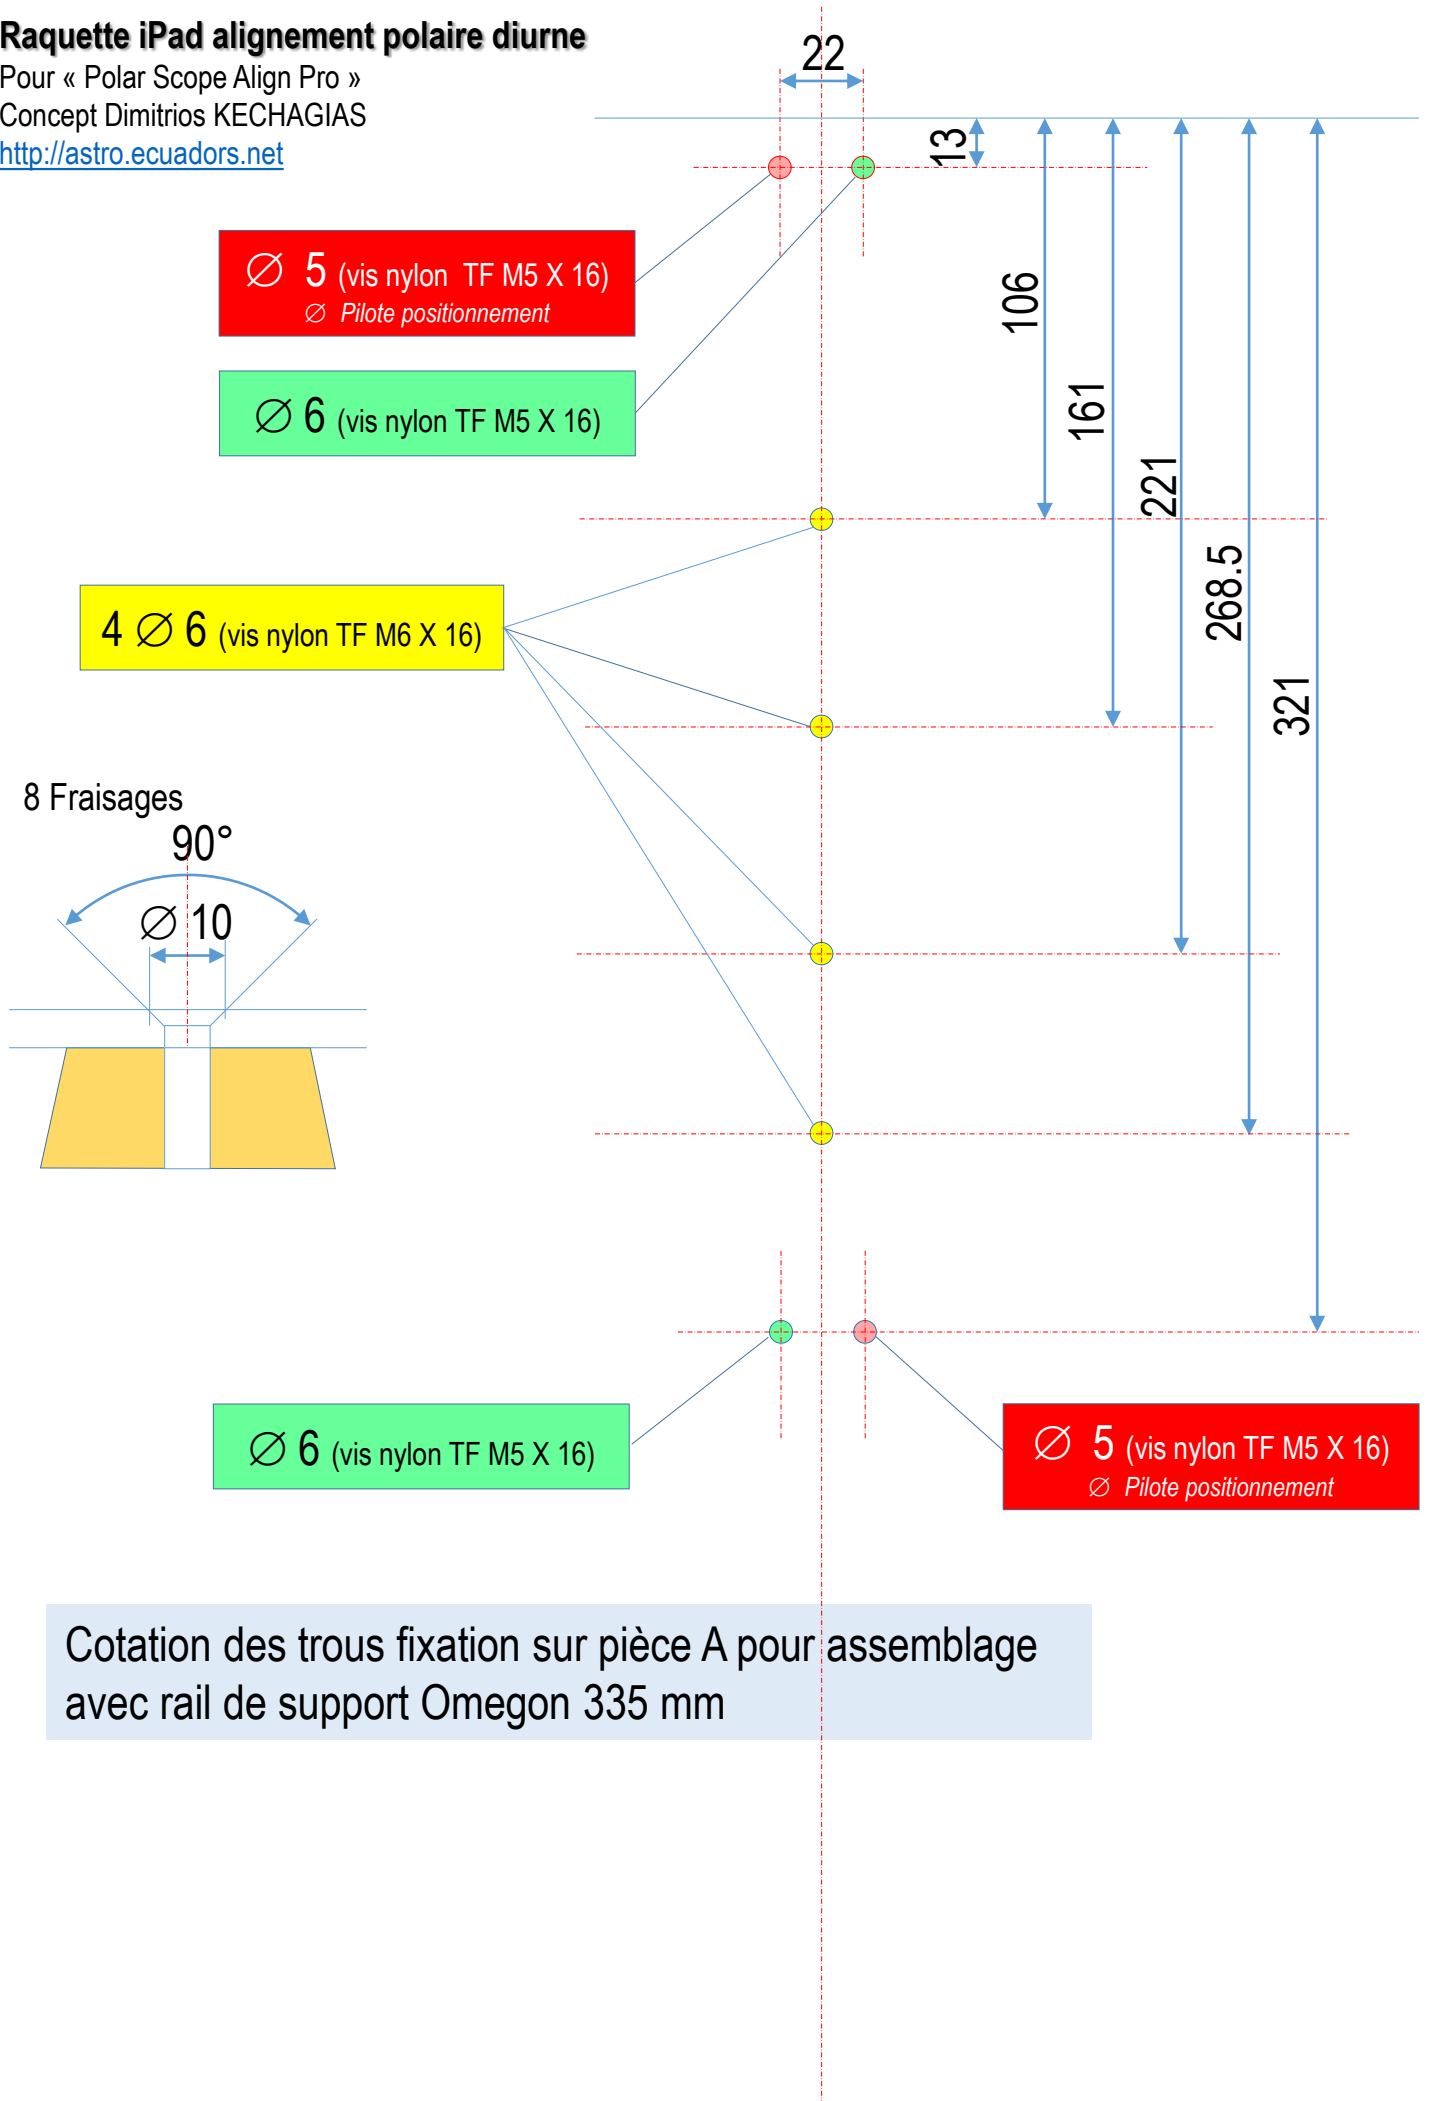 Raquette iPad alignement polaire diurne
Pour « Polar Scope Align Pro »
Concept Dimitrios KECHAGIAS
http://astro.ecuadors.net
22
13
∅ 5 (vis nylon TF M5 X 16)
∅ Pilote positionnement
106
∅ 6 (vis nylon TF M5 X 16)
161
221
4 ∅ 6 (vis nylon TF M6 X 16)
268.5
321
8 Fraisages
90°
∅ 10
∅ 6 (vis nylon TF M5 X 16)
∅ 5 (vis nylon TF M5 X 16)
∅ Pilote positionnement
Cotation des trous fixation sur pièce A pour assemblage
avec rail de support Omegon 335 mm